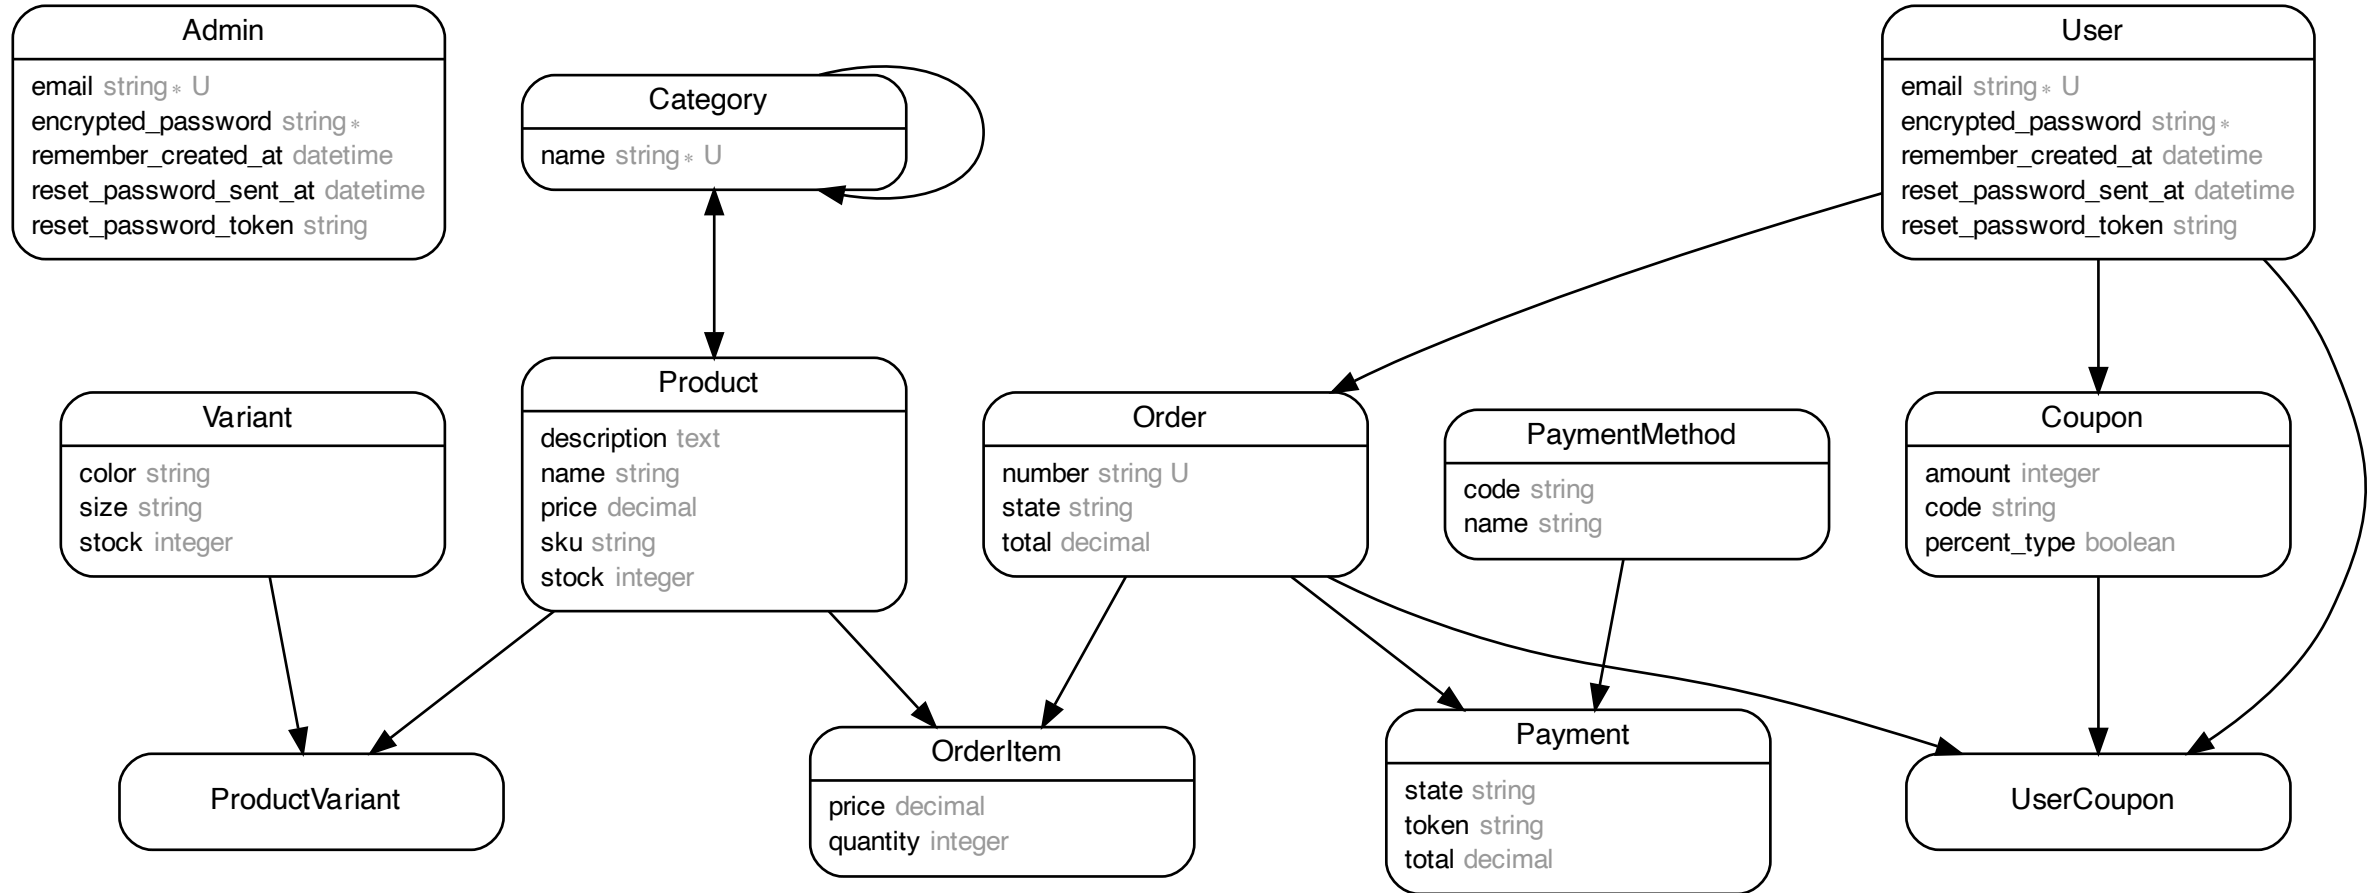 Admin
email string* U
encrypted_password string*
remember_created_at datetime
reset_password_sent_at datetime
reset_password_token string
Category
name string* U
User
email string* U
encrypted_password string*
remember_created_at datetime
reset_password_sent_at datetime
reset_password_token string
Variant
color string
size string
stock integer
Product
description text
name string
price decimal
sku string
stock integer
Order
number string U
state string
total decimal
PaymentMethod
code string
name string
Coupon
amount integer
code string
percent_type boolean
ProductVariant
OrderItem
price decimal
quantity integer
Payment
state string
token string
total decimal
UserCoupon